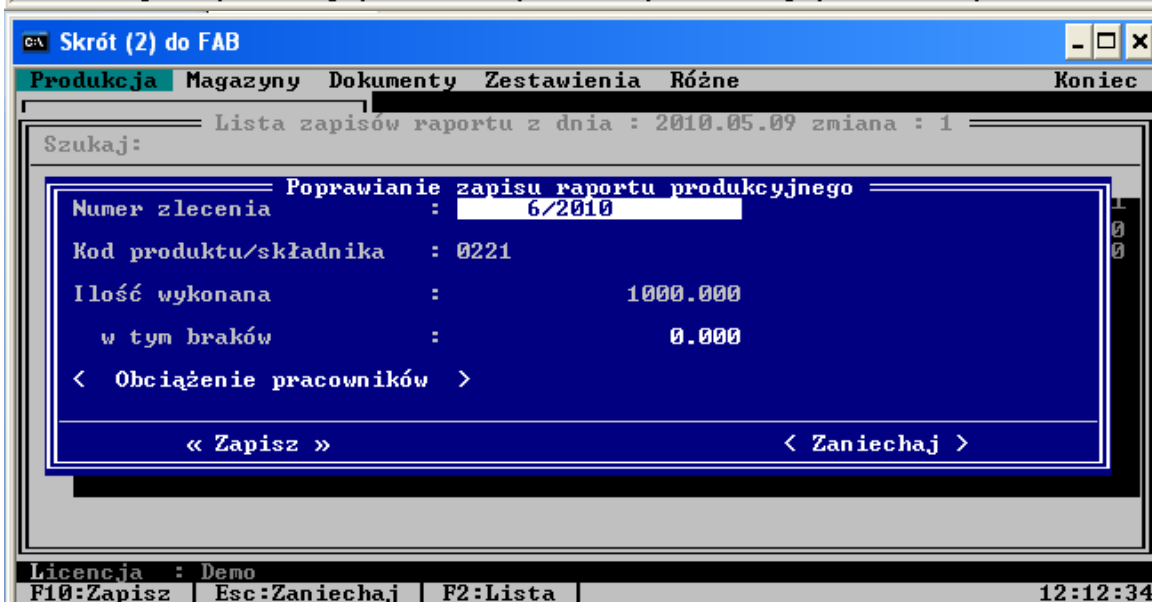 Skrót (2) do FAB
Produkcja Magazyny Dokumenty Zestawienia Różne Koniec
Lista zapisów raportu z dnia : 2010.05.09 zmiana : 1
Szukaj:
Poprawianie zapisu raportu produkcyjnego
Numer zlecenia : 6/2010
Kod produktu/składnika : 0221
Ilość wykonana : 1000.000
w tym braków : 0.000
< Obciążenie pracowników >
« Zapisz » < Zaniechaj >
Licencja : Demo
F10:Zapisz | Esc:Zaniechaj | F2:Lista | 12:12:34